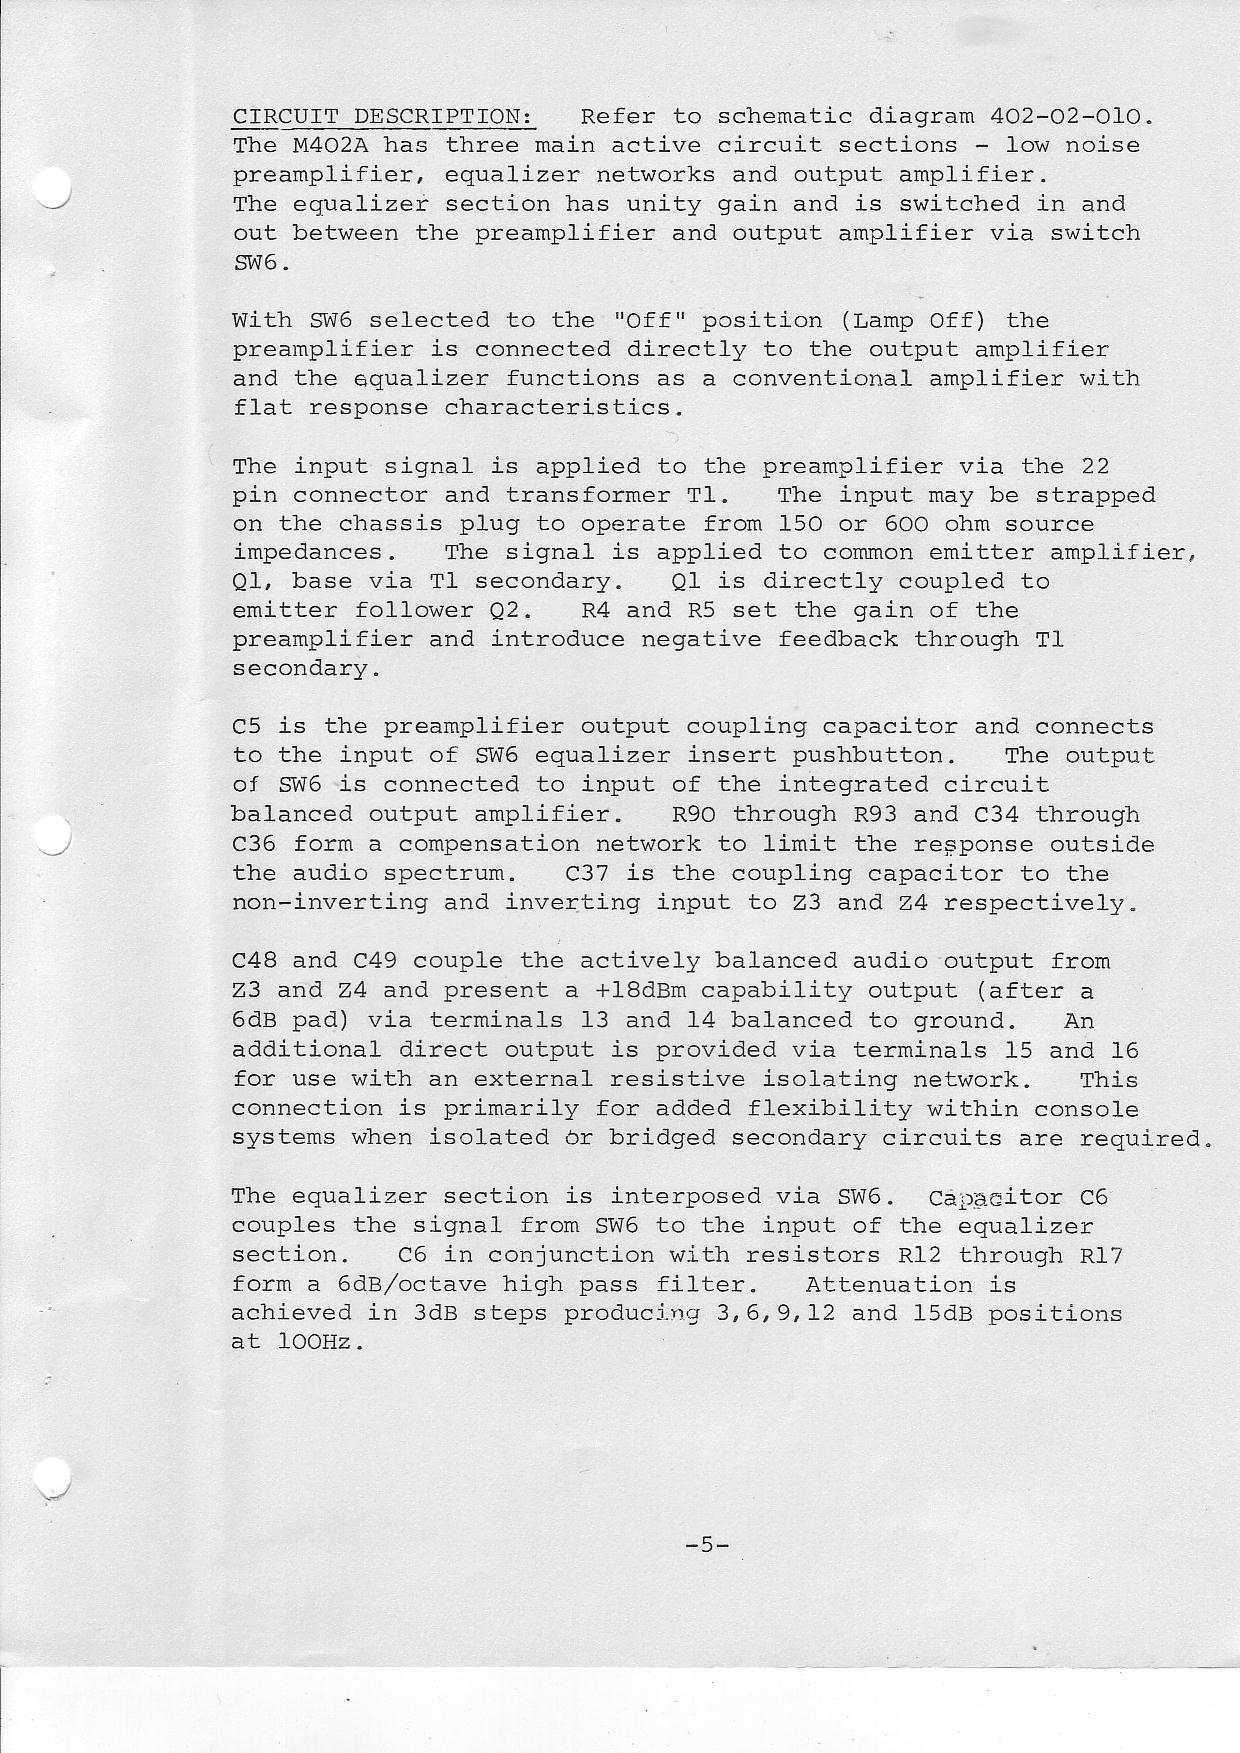 CIRCUIT DESCRIPTION: Refer to schematic diagram 402-02-010.
The M402A has three main active circuit sections - low noise
preamplifier, equalizer networks and output amplifier.
The equalizer section has unity gain and is switched in and
out between the preamplifier and output amplifier via switch
SW6.
With SW6 selected to the "Off" position (Lamp Off) the
preamplifier is connected directly to the output amplifier
and the equalizer functions as a conventional amplifier with
flat response characteristics.
The input signal is applied to the preamplifier via the 22
pin connector and transformer T1. The input may be strapped
on the chassis plug to operate from 150 or 600 ohm source
impedances. The signal is applied to common emitter amplifier,
Q1, base via T1 secondary. Q1 is directly coupled to
emitter follower Q2. R4 and R5 set the gain of the
preamplifier and introduce negative feedback through T1
secondary.
C5 is the preamplifier output coupling capacitor and connects
to the input of SW6 equalizer insert pushbutton. The output
of SW6 is connected to input of the integrated circuit
balanced output amplifier. R90 through R93 and C34 through
C36 form a compensation network to limit the response outside
the audio spectrum. C37 is the coupling capacitor to the
non-inverting and inverting input to Z3 and Z4 respectively.
C48 and C49 couple the actively balanced audio output from
Z3 and Z4 and present a +18dBm capability output (after a
6dB pad) via terminals 13 and 14 balanced to ground. An
additional direct output is provided via terminals 15 and 16
for use with an external resistive isolating network. This
connection is primarily for added flexibility within console
systems when isolated or bridged secondary circuits are required.
The equalizer section is interposed via SW6. Capacitor C6
couples the signal from SW6 to the input of the equalizer
section. C6 in conjunction with resistors R12 through R17
form a 6dB/octave high pass filter. Attenuation is
achieved in 3dB steps producing 3,6,9,12 and 15dB positions
at 100Hz.
-5-